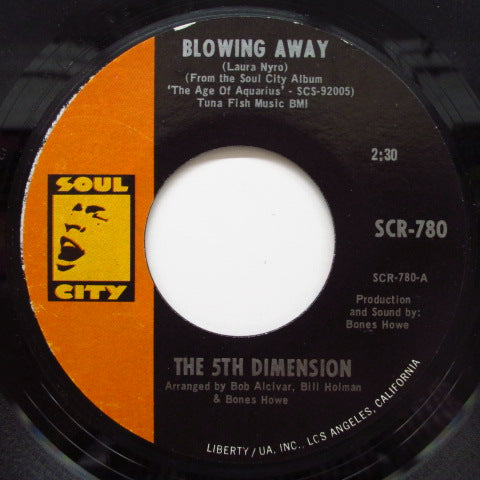 BLOWING AWAY
(Laura Nyro)
(From the Soul City Album
'The Age Of Aquarius' - SCS-92005)
Tuna Fish Music BMI
2:30
SOUL
CITY
SCR-780
SCR-780-A
Production
and Sound by:
Bones Howe
THE 5TH DIMENSION
Arranged by Bob Alcivar, Bill Holman
& Bones Howe
LIBERTY/UA, INC., LOS ANGELES, CALIFORNIA